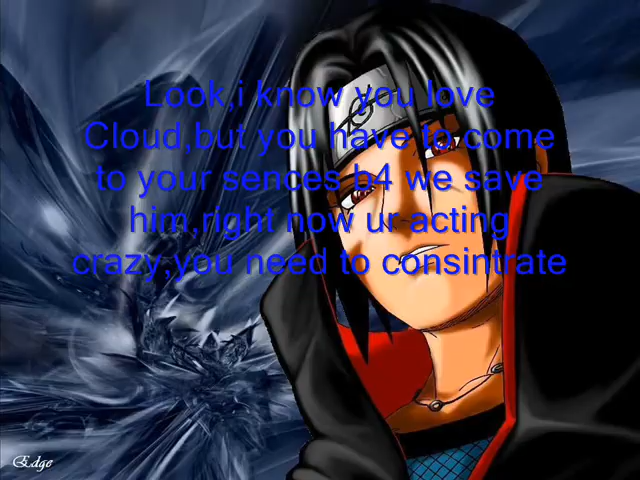 Look,i know you love
Cloud,but you have to come
to your sences b4 we save
him,right now ur acting
crazy,you need to consintrate
Edge